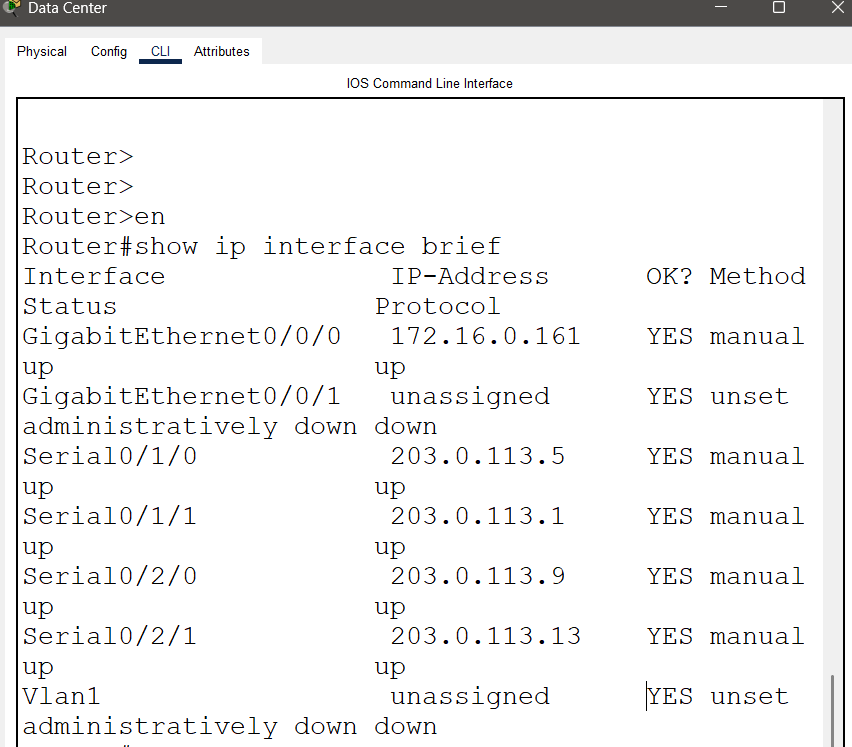 Data Center
Physical Config CLI Attributes
IOS Command Line Interface
Router>
Router>
Router>en
Router#show ip interface brief
Interface IP-Address OK? Method
Status Protocol
GigabitEthernet0/0/0 172.16.0.161 YES manual
up up
GigabitEthernet0/0/1 unassigned YES unset
administratively down down
Serial0/1/0 203.0.113.5 YES manual
up up
Serial0/1/1 203.0.113.1 YES manual
up up
Serial0/2/0 203.0.113.9 YES manual
up up
Serial0/2/1 203.0.113.13 YES manual
up up
Vlan1 unassigned YES unset
administratively down down